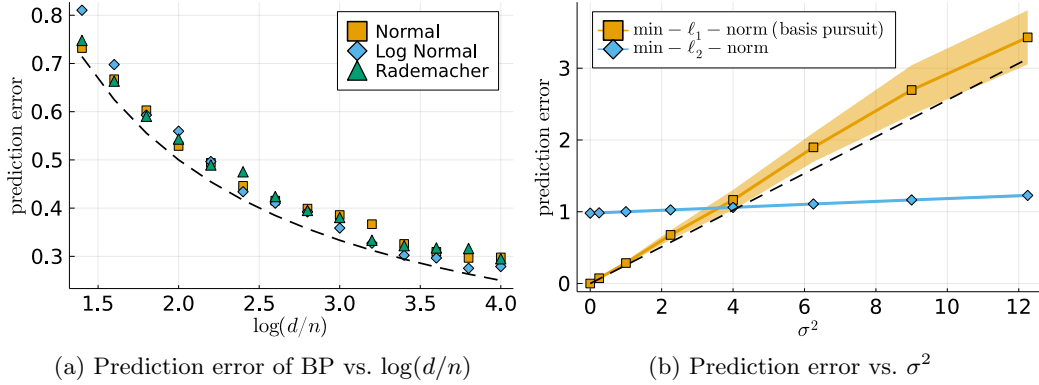 0.8
0.7
0.6
0.5
0.4
0.3
prediction error
1.5 2.0 2.5 3.0 3.5 4.0
log(d/n)
Normal
Log Normal
Rademacher
(a) Prediction error of BP vs. log(d/n)
3
2
1
0
prediction error
0 2 4 6 8 10 12
σ²
min − ℓ₁ − norm (basis pursuit)
min − ℓ₂ − norm
(b) Prediction error vs. σ²